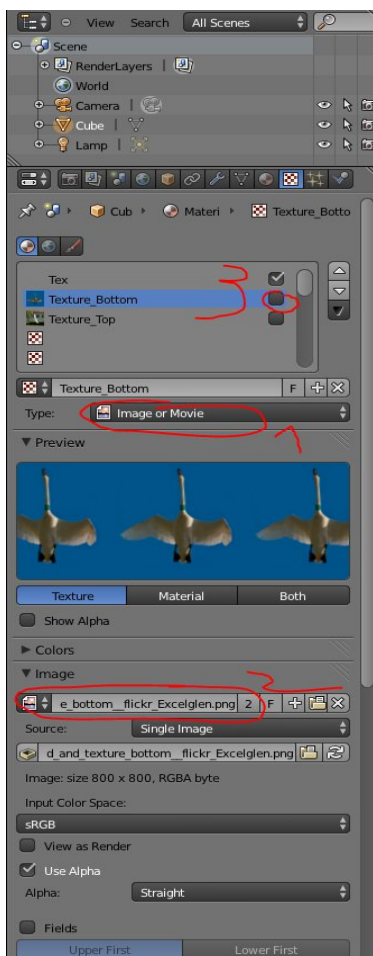 View Search All Scenes
Scene
RenderLayers
World
Camera
Cube
Lamp
Cub Materi Texture_Botto
Tex
3
Texture_Bottom
Texture_Top
Texture_Bottom F
Type: Image or Movie
1
Preview
Texture Material Both
Show Alpha
Colors
Image
2
e_bottom__flickr_Excelglen.png 2 F
Source: Single Image
d_and_texture_bottom__flickr_Excelglen.png
Image: size 800 x 800, RGBA byte
Input Color Space:
sRGB
View as Render
Use Alpha
Alpha: Straight
Fields
Upper First Lower First